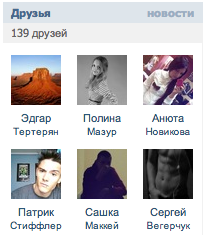 Друзья новости
139 друзей
Эдгар Полина Анюта
Тертерян Мазур Новикова
Патрик Сашка Сергей
Стиффлер Маккей Вегерчук